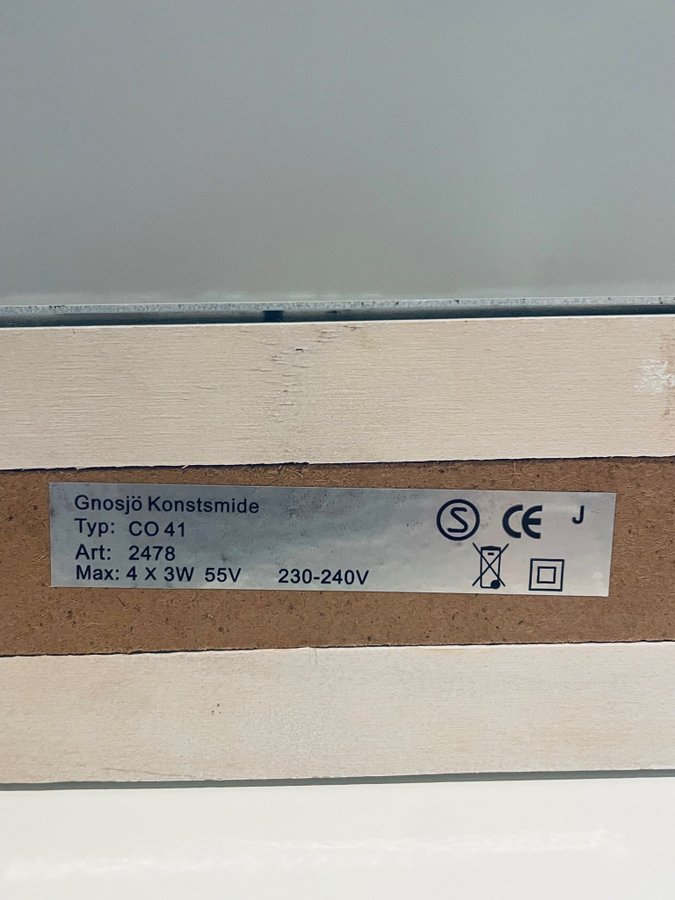 Gnosjö Konstsmide
Typ: CO 41
Art: 2478
Max: 4 X 3W 55V 230-240V
S CE J